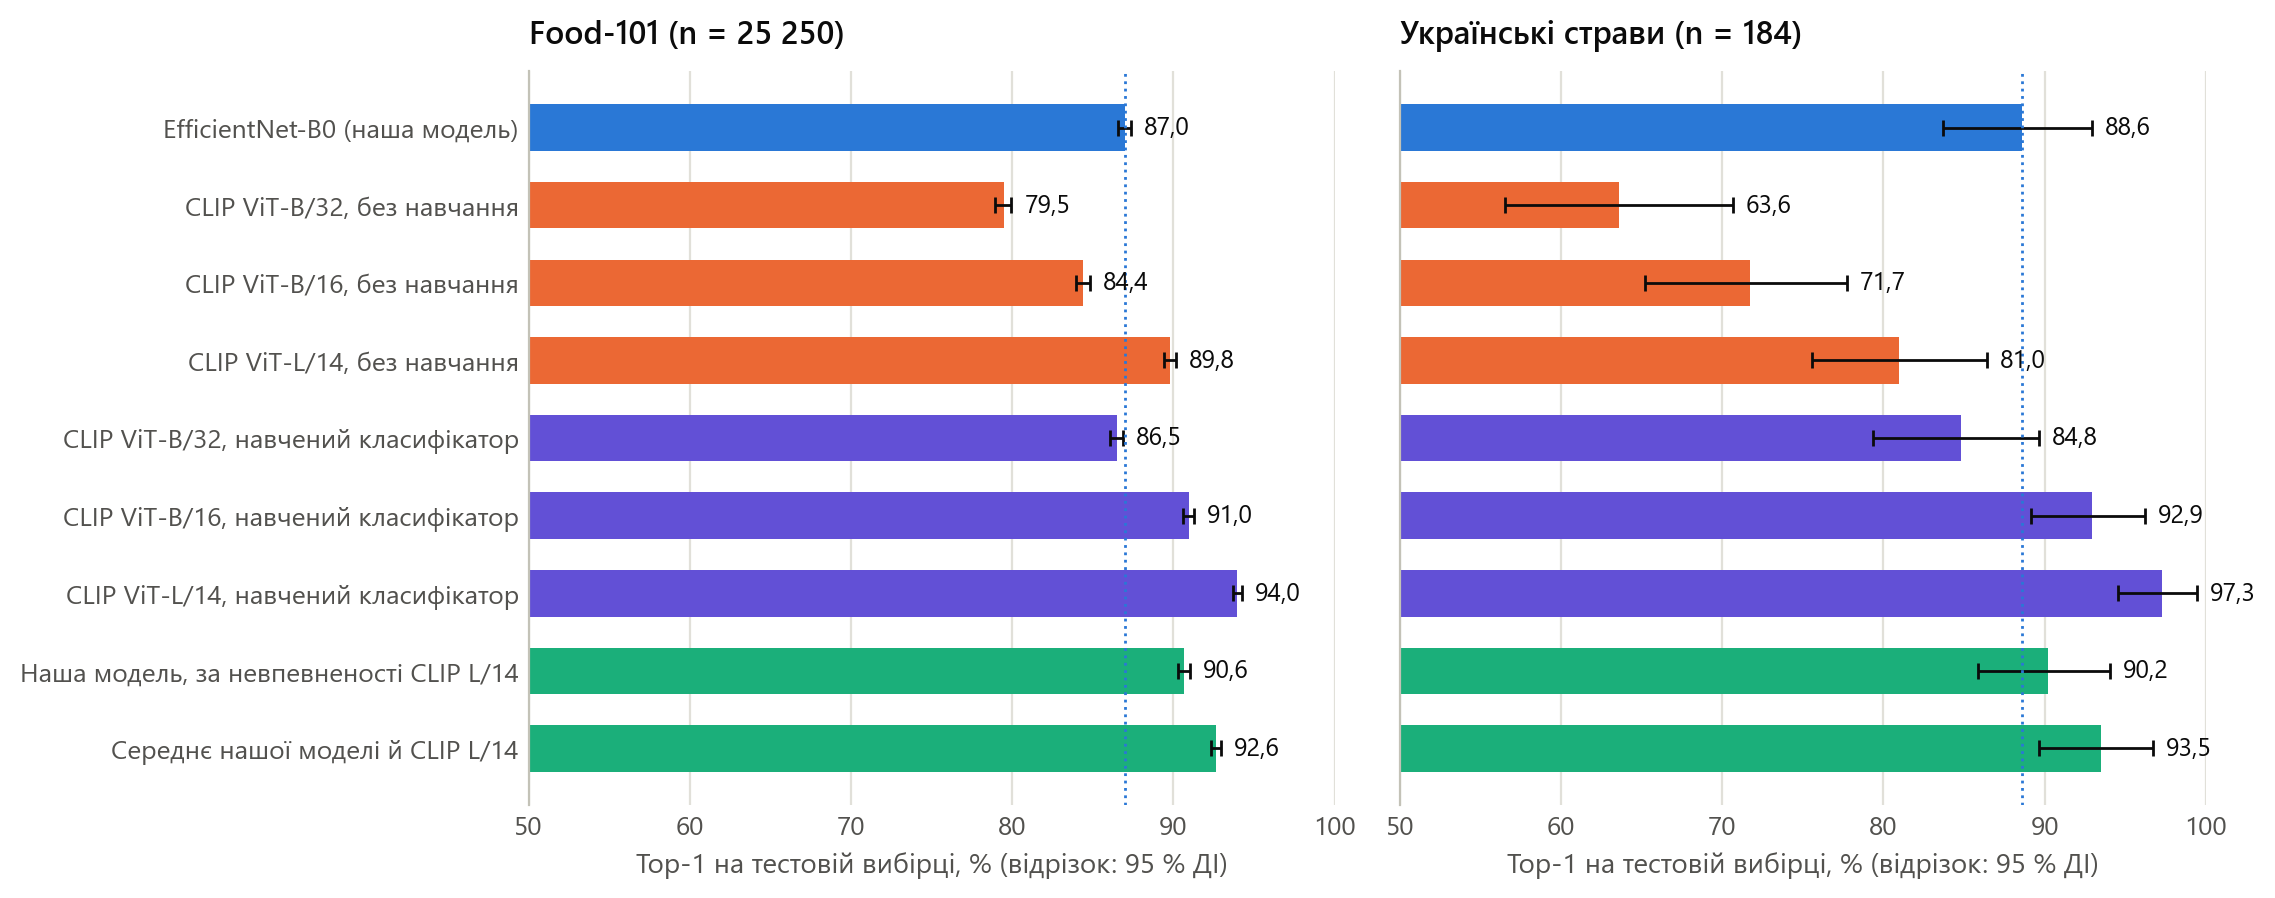 Food-101 (n = 25 250)
Українські страви (n = 184)
EfficientNet-B0 (наша модель)
87,0
88,6
CLIP ViT-B/32, без навчання
79,5
63,6
CLIP ViT-B/16, без навчання
84,4
71,7
CLIP ViT-L/14, без навчання
89,8
81,0
CLIP ViT-B/32, навчений класифікатор
86,5
84,8
CLIP ViT-B/16, навчений класифікатор
91,0
92,9
CLIP ViT-L/14, навчений класифікатор
94,0
97,3
Наша модель, за невпевненості CLIP L/14
90,6
90,2
Середнє нашої моделі й CLIP L/14
92,6
93,5
50 60 70 80 90 100
50 60 70 80 90 100
Top-1 на тестовій вибірці, % (відрізок: 95 % ДІ)
Top-1 на тестовій вибірці, % (відрізок: 95 % ДІ)